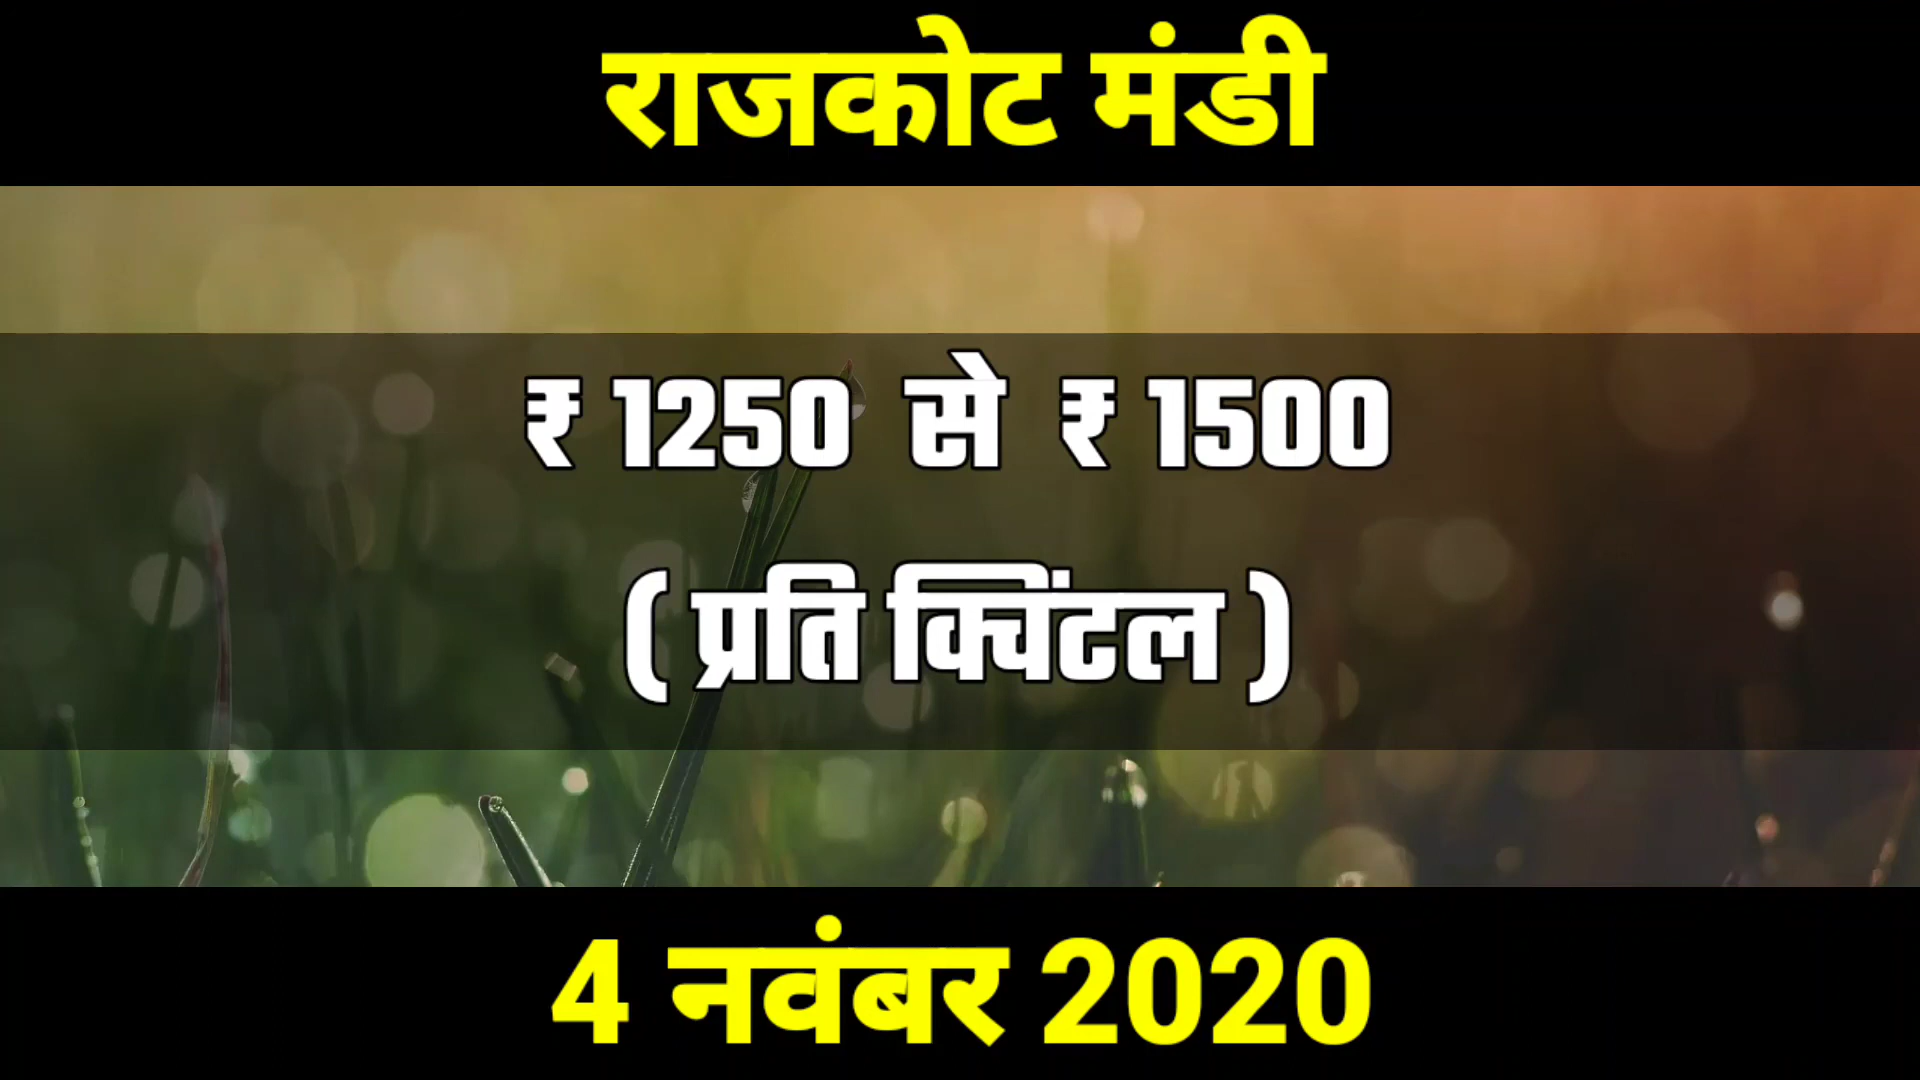 राजकोट मंडी
₹ 1250 से ₹ 1500
( प्रति क्विंटल )
4 नवंबर 2020